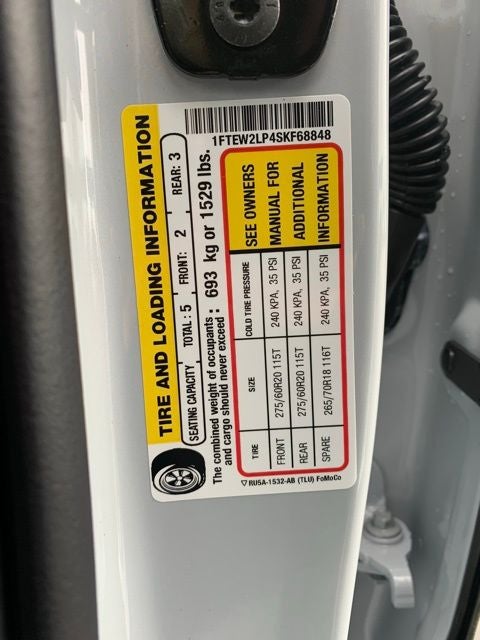 TIRE AND LOADING INFORMATION
SEATING CAPACITY TOTAL : 5 FRONT: 2 REAR: 3
The combined weight of occupants and cargo should never exceed : 693 kg or 1529 lbs.
1FTEW2LP4SKF68848
TIRE SIZE COLD TIRE PRESSURE SEE OWNERS MANUAL FOR ADDITIONAL INFORMATION
FRONT 275/60R20 115T 240 KPA, 35 PSI
REAR 275/60R20 115T 240 KPA, 35 PSI
SPARE 265/70R18 116T 240 KPA, 35 PSI
▽ RU5A-1532-AB (TLU) FoMoCo